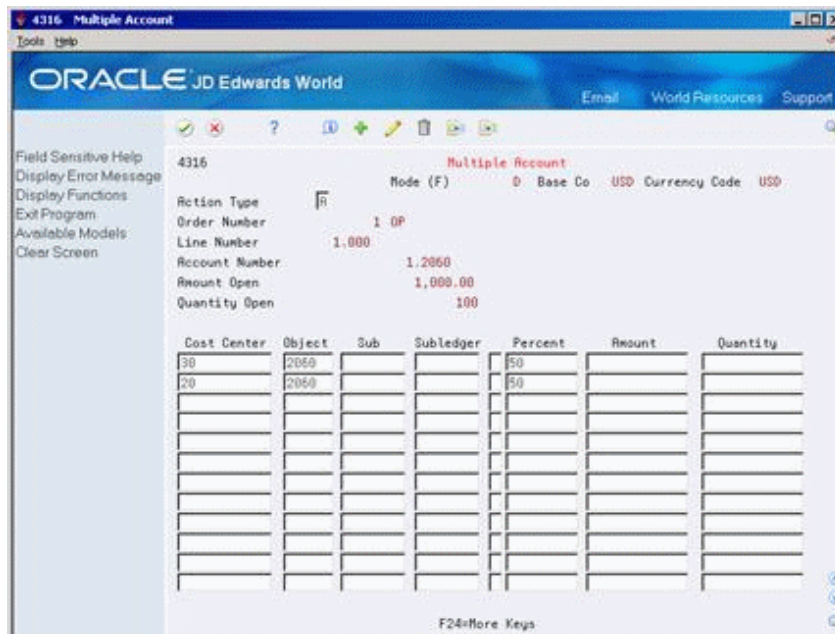 4316 Multiple Account
Tools Help
ORACLE JD Edwards World
Email World Resources Support
Field Sensitive Help
Display Error Message
Display Functions
Exit Program
Available Models
Clear Screen
4316 Multiple Account
Mode (F) D Base Co USD Currency Code USD
Action Type A
Order Number 1 OP
Line Number 1.000
Account Number 1.2060
Amount Open 1,000.00
Quantity Open 100
Cost Center Object Sub Subledger Percent Amount Quantity
30 2060 50
20 2060 50
F24=More Keys